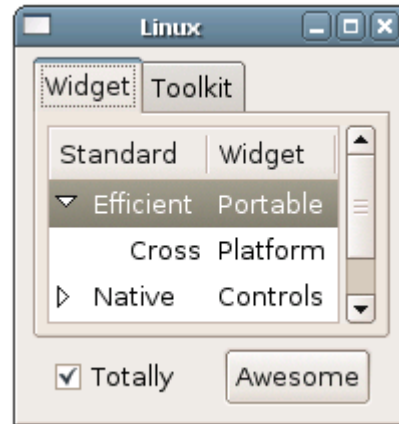 Linux
Widget Toolkit
Standard Widget
Efficient Portable
Cross Platform
Native Controls
Totally Awesome